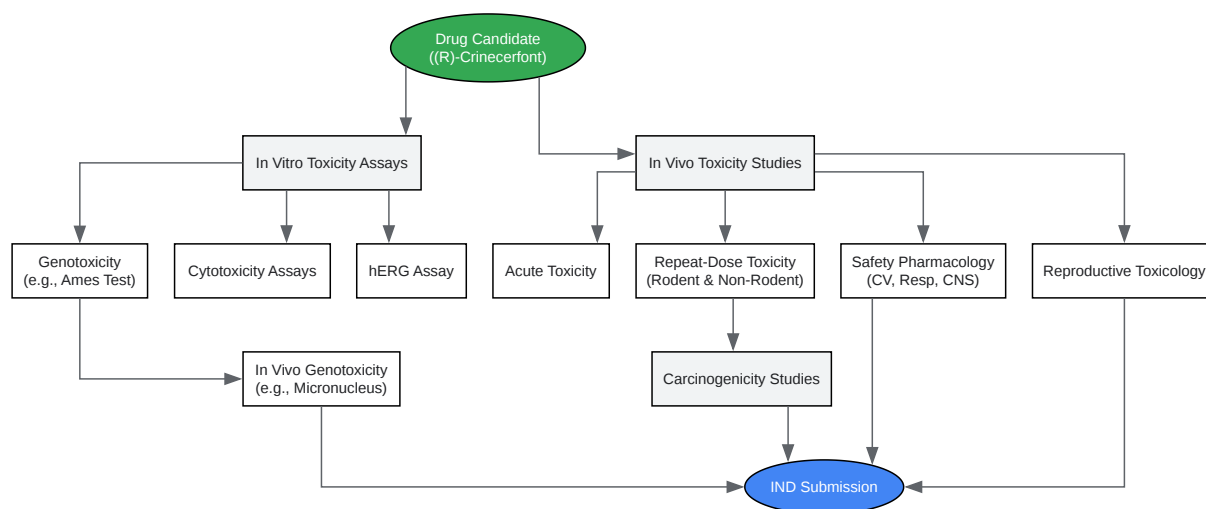 Drug Candidate
((R)-Crinecerfont)
In Vitro Toxicity Assays
In Vivo Toxicity Studies
Genotoxicity
(e.g., Ames Test)
Cytotoxicity Assays
hERG Assay
Acute Toxicity
Repeat-Dose Toxicity
(Rodent & Non-Rodent)
Safety Pharmacology
(CV, Resp, CNS)
Reproductive Toxicology
In Vivo Genotoxicity
(e.g., Micronucleus)
Carcinogenicity Studies
IND Submission